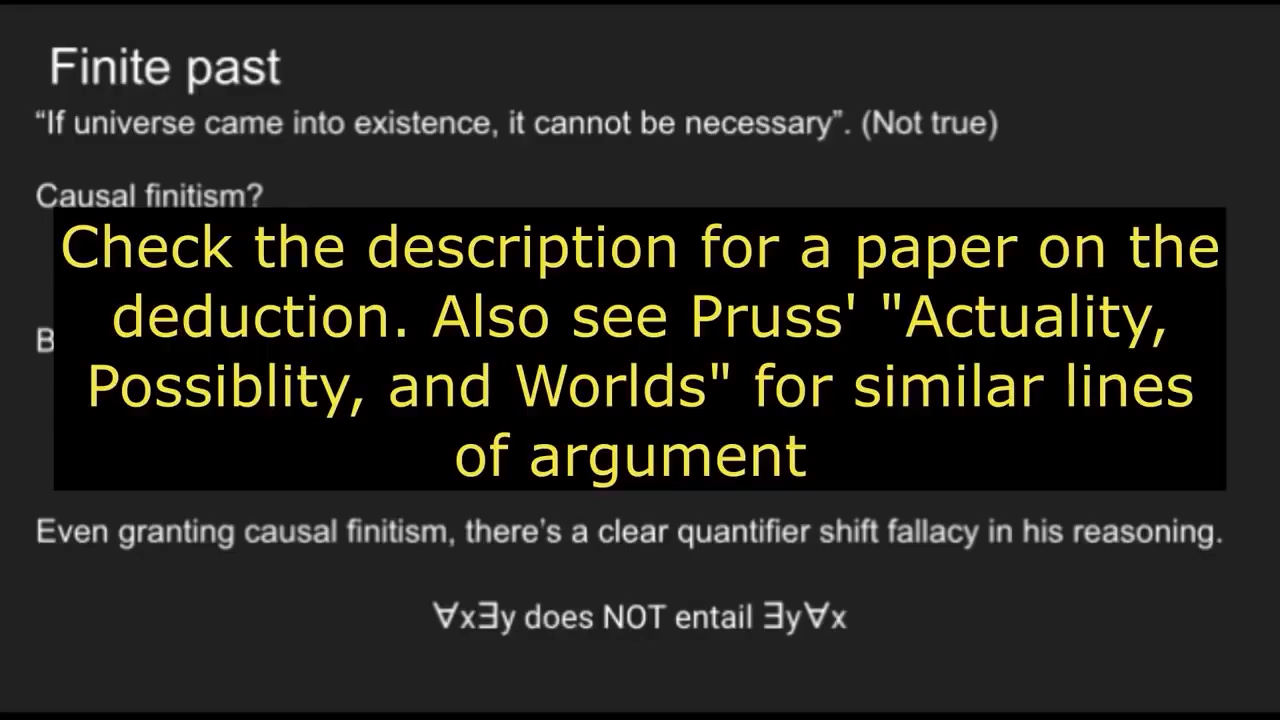 Finite past
“If universe came into existence, it cannot be necessary”. (Not true)
Causal finitism?
Check the description for a paper on the
deduction. Also see Pruss' "Actuality,
Possiblity, and Worlds" for similar lines
of argument
Even granting causal finitism, there’s a clear quantifier shift fallacy in his reasoning.
∀x∃y does NOT entail ∃y∀x